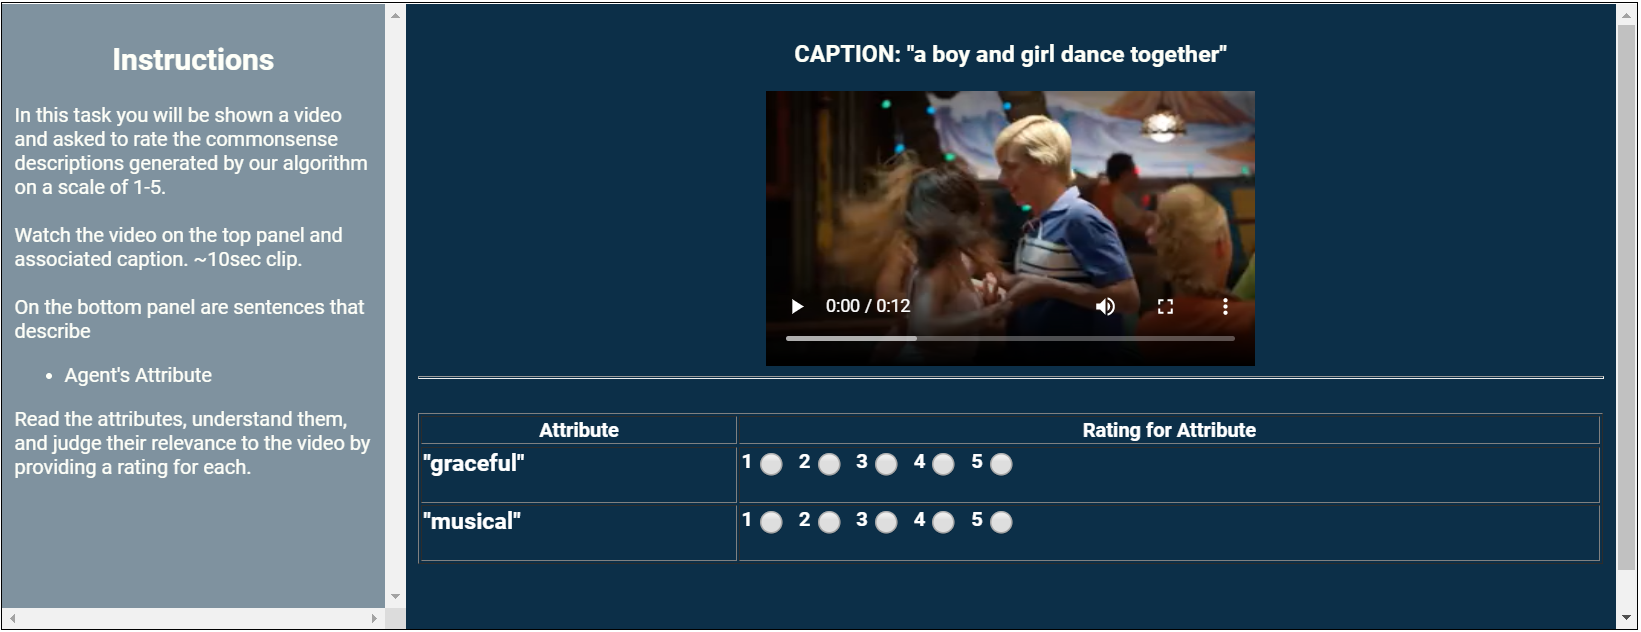 Instructions
In this task you will be shown a video
and asked to rate the commonsense
descriptions generated by our algorithm
on a scale of 1-5.
Watch the video on the top panel and
associated caption. ~10sec clip.
On the bottom panel are sentences that
describe
• Agent's Attribute
Read the attributes, understand them,
and judge their relevance to the video by
providing a rating for each.
CAPTION: "a boy and girl dance together"
0:00 / 0:12
Attribute Rating for Attribute
"graceful" 1 2 3 4 5
"musical" 1 2 3 4 5